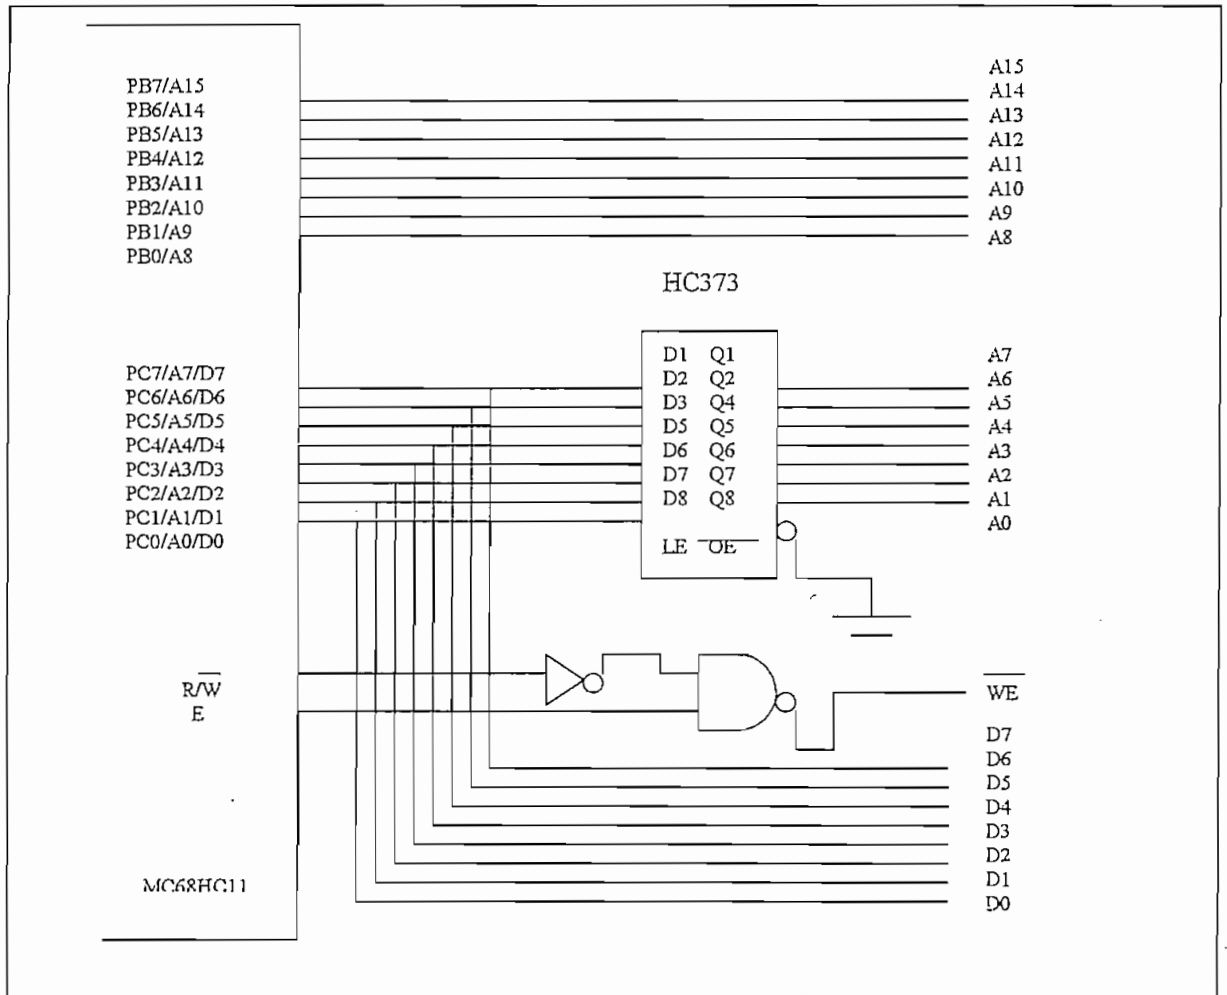 PB7/A15
PB6/A14
PB5/A13
PB4/A12
PB3/A11
PB2/A10
PB1/A9
PB0/A8
A15
A14
A13
A12
A11
A10
A9
A8
HC373
PC7/A7/D7
PC6/A6/D6
PC5/A5/D5
PC4/A4/D4
PC3/A3/D3
PC2/A2/D2
PC1/A1/D1
PC0/A0/D0
D1 Q1
D2 Q2
D3 Q4
D5 Q5
D6 Q6
D7 Q7
D8 Q8
LE OE
A7
A6
A5
A4
A3
A2
A1
A0
R/W
E
WE
D7
D6
D5
D4
D3
D2
D1
D0
MC68HC11